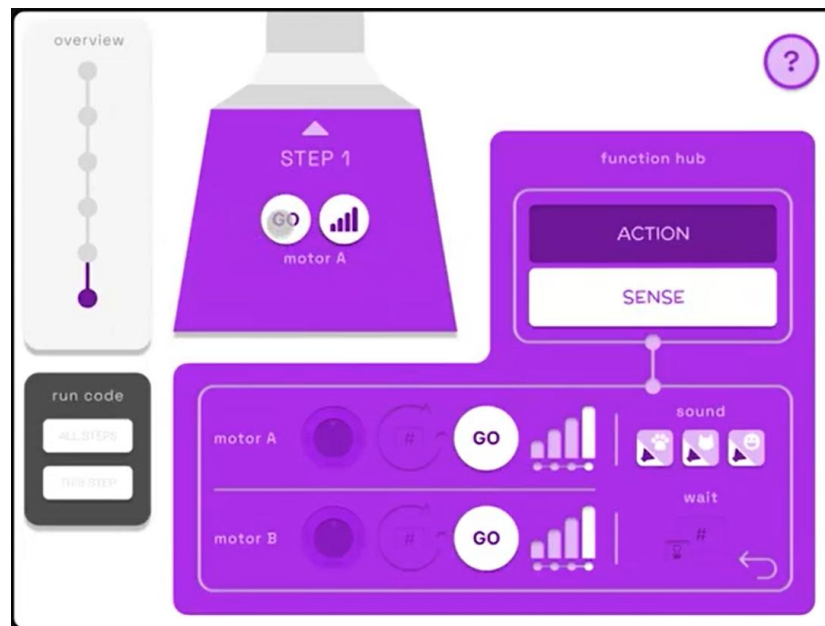 overview
?
STEP 1
GO
motor A
function hub
ACTION
SENSE
run code
ALL STEPS
THIS STEP
motor A
#
GO
sound
wait
motor B
#
GO
#